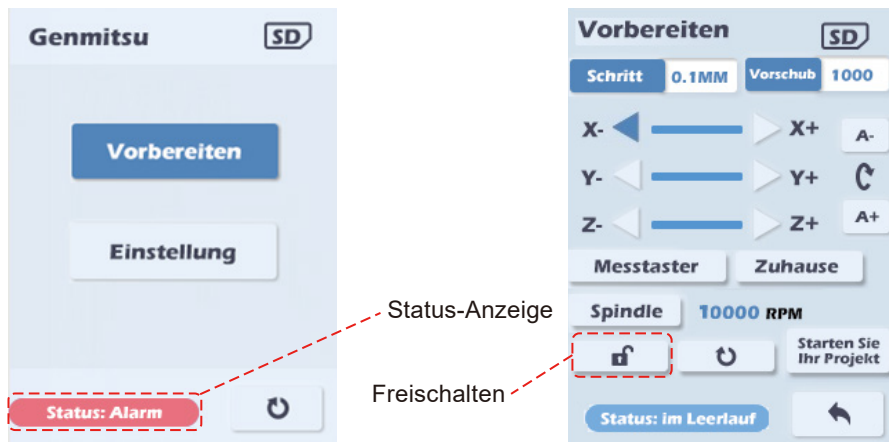 Genmitsu
SD
Vorbereiten
Einstellung
Status: Alarm
Status-Anzeige
Freischalten
Vorbereiten
SD
Schritt 0.1MM Vorschub 1000
X- X+ A-
Y- Y+
Z- Z+ A+
Messtaster Zuhause
Spindle 10000 RPM
Starten Sie
Ihr Projekt
Status: im Leerlauf